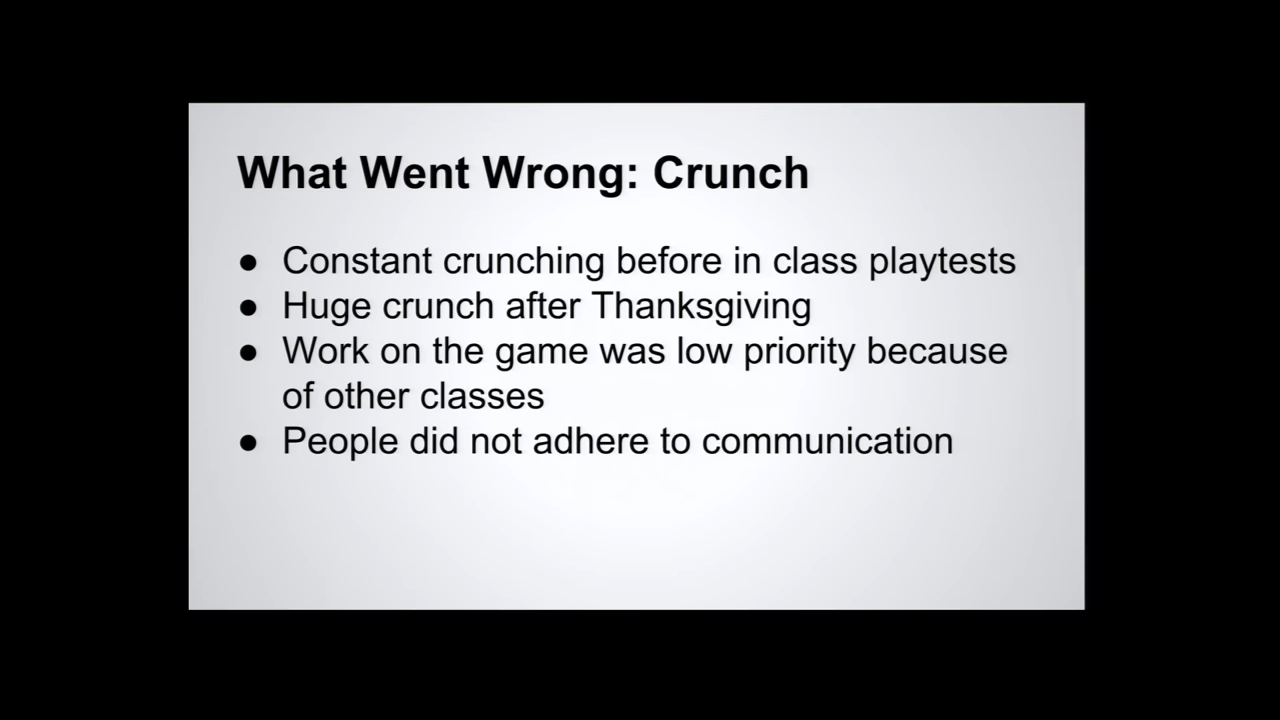 What Went Wrong: Crunch
● Constant crunching before in class playtests
● Huge crunch after Thanksgiving
● Work on the game was low priority because
of other classes
● People did not adhere to communication